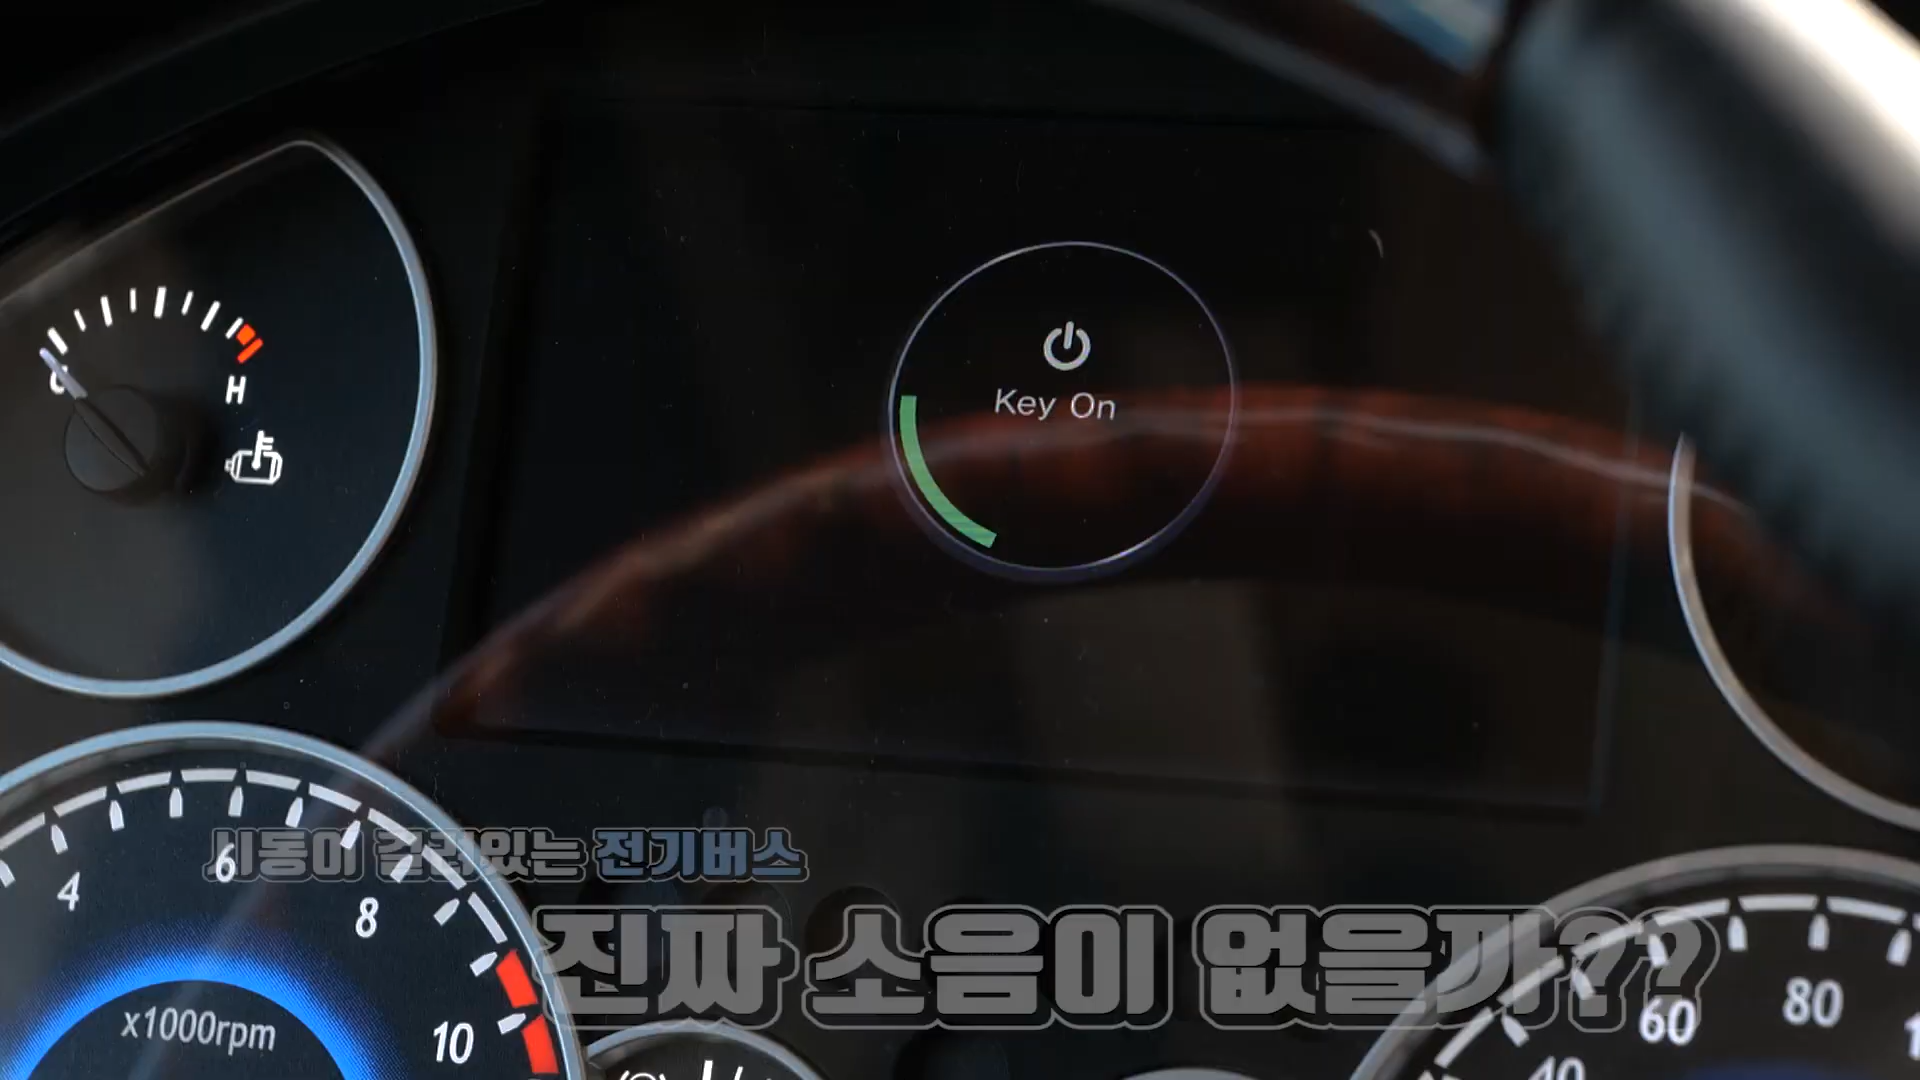 Key On
C
H
시동이 걸려있는 전기버스
4 6 8 10
x1000rpm
진짜 소음이 없을까??
40 60 80